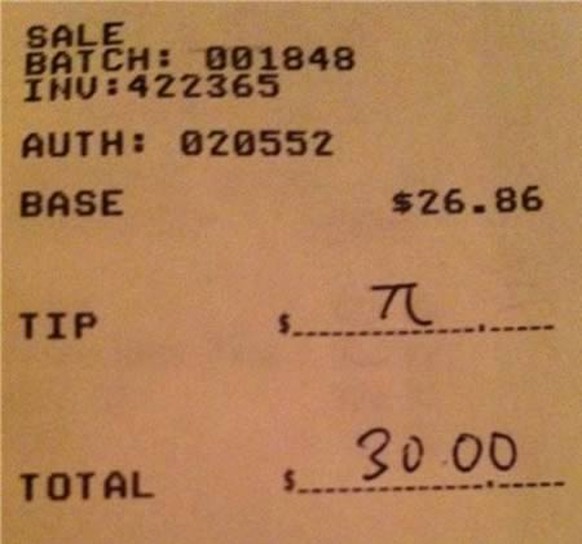 SALE
BATCH: 001848
INV:422365
AUTH: 020552
BASE $26.86
TIP $ π
TOTAL $ 30.00